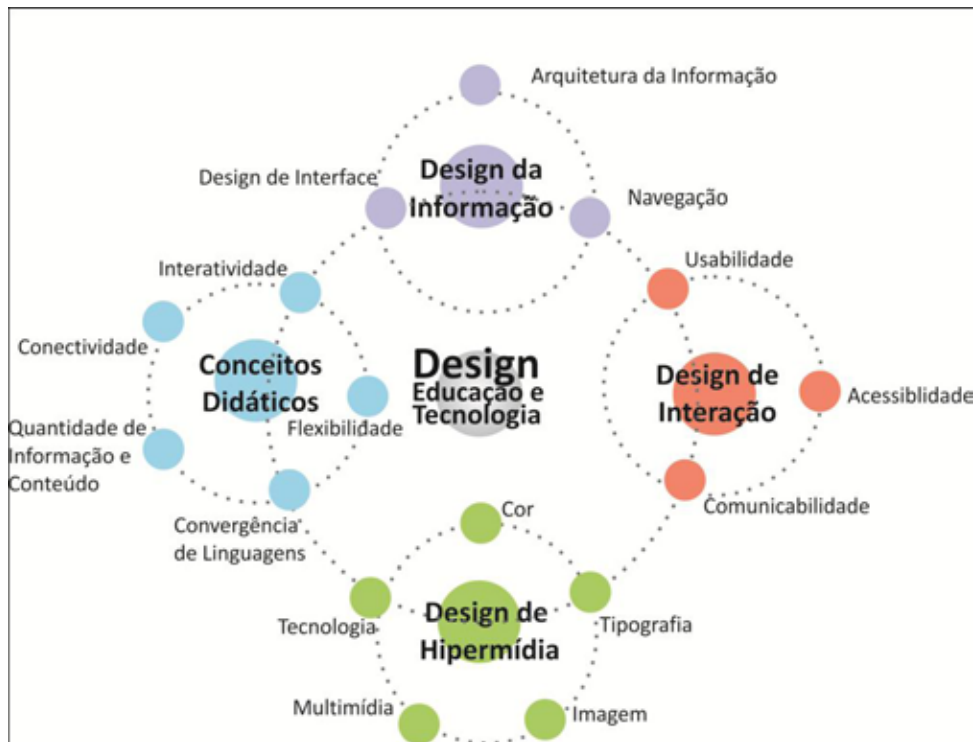 Arquitetura da Informação
Design da
Informação
Design de Interface
Navegação
Interatividade
Usabilidade
Conectividade
Conceitos
Didáticos
Design
Educação e
Tecnologia
Design de
Interação
Acessiblidade
Quantidade de
Informação e
Conteúdo
Flexibilidade
Convergência
de Linguagens
Cor
Comunicabilidade
Tecnologia
Design de
Hipermídia
Tipografia
Multimídia
Imagem